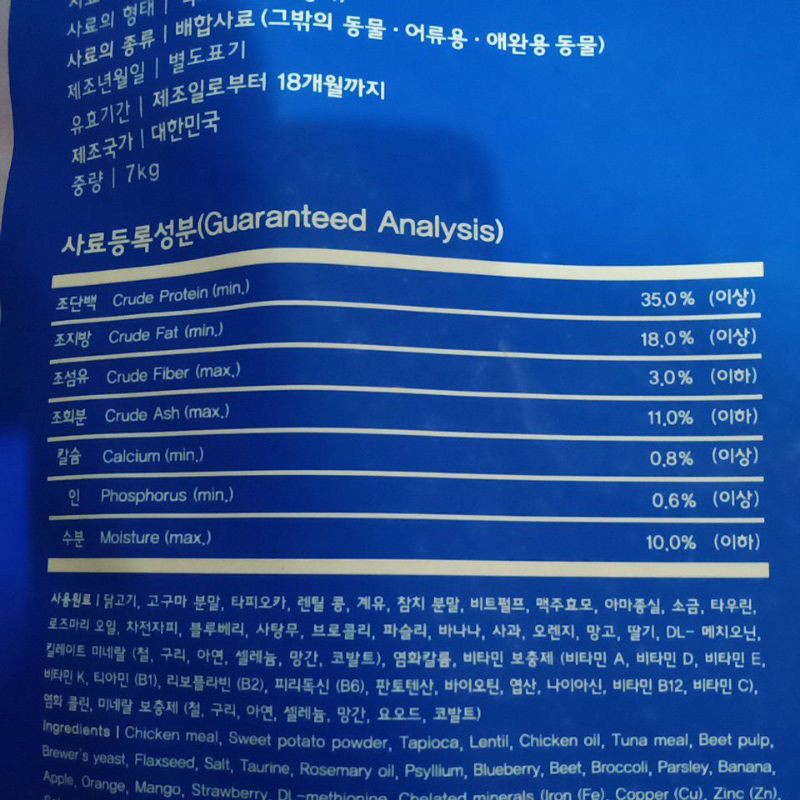 사료의 형태 |
사료의 종류 | 배합사료 (그밖의 동물·어류용·애완용 동물)
제조년월일 | 별도표기
유효기간 | 제조일로부터 18개월까지
제조국가 | 대한민국
중량 | 7kg
사료등록성분(Guaranteed Analysis)
조단백 Crude Protein (min.) 35.0% (이상)
조지방 Crude Fat (min.) 18.0% (이상)
조섬유 Crude Fiber (max.) 3.0% (이하)
조회분 Crude Ash (max.) 11.0% (이하)
칼슘 Calcium (min.) 0.8% (이상)
인 Phosphorus (min.) 0.6% (이상)
수분 Moisture (max.) 10.0% (이하)
사용원료 | 닭고기, 고구마 분말, 타피오카, 렌틸 콩, 계유, 참치 분말, 비트펄프, 맥주효모, 아마종실, 소금, 타우린,
로즈마리 오일, 차전자피, 블루베리, 사탕무, 브로콜리, 파슬리, 바나나, 사과, 오렌지, 망고, 딸기, DL- 메치오닌,
킬레이트 미네랄 (철, 구리, 아연, 셀레늄, 망간, 코발트), 염화칼륨, 비타민 보충제 (비타민 A, 비타민 D, 비타민 E,
비타민 K, 티아민 (B1), 리보플라빈 (B2), 피리독신 (B6), 판토텐산, 바이오틴, 엽산, 나이아신, 비타민 B12, 비타민 C),
염화 콜린, 미네랄 보충제 (철, 구리, 아연, 셀레늄, 망간, 요오드, 코발트)
Ingredients | Chicken meal, Sweet potato powder, Tapioca, Lentil, Chicken oil, Tuna meal, Beet pulp,
Brewer's yeast, Flaxseed, Salt, Taurine, Rosemary oil, Psyllium, Blueberry, Beet, Broccoli, Parsley, Banana,
Apple, Orange, Mango, Strawberry, DL-methionine, Chelated minerals (Iron (Fe), Copper (Cu), Zinc (Zn),